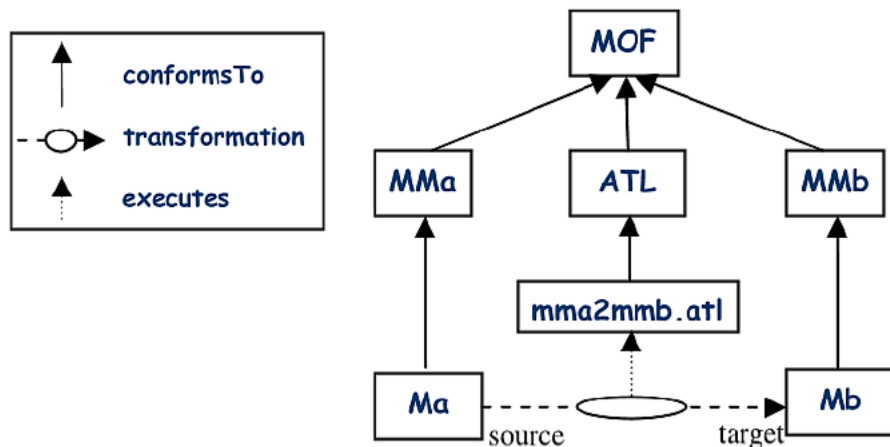 conformsTo
transformation
executes
MOF
MMa
ATL
MMb
mma2mmb.atl
Ma
source
target
Mb